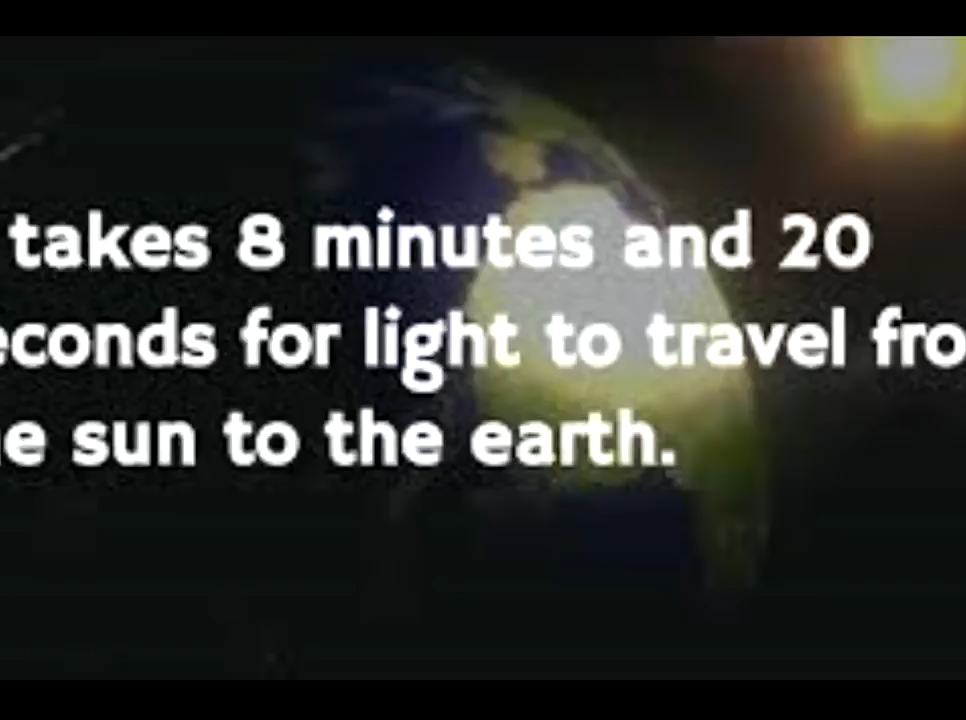 takes 8 minutes and 20
econds for light to travel fro
e sun to the earth.